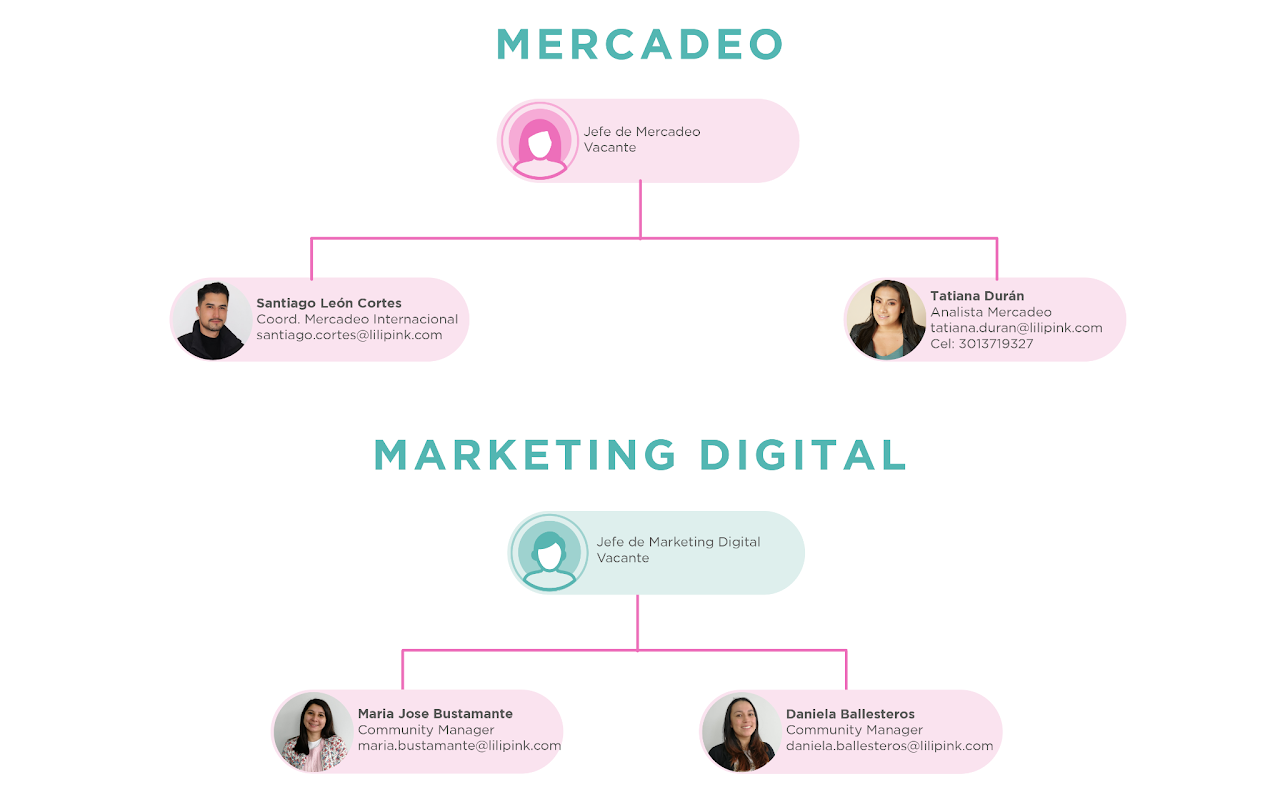 MERCADEO
Jefe de Mercadeo
Vacante
Santiago León Cortes
Coord. Mercadeo Internacional
santiago.cortes@lilipink.com
Tatiana Durán
Analista Mercadeo
tatiana.duran@lilipink.com
Cel: 3013719327
MARKETING DIGITAL
Jefe de Marketing Digital
Vacante
Maria Jose Bustamante
Community Manager
maria.bustamante@lilipink.com
Daniela Ballesteros
Community Manager
daniela.ballesteros@lilipink.com